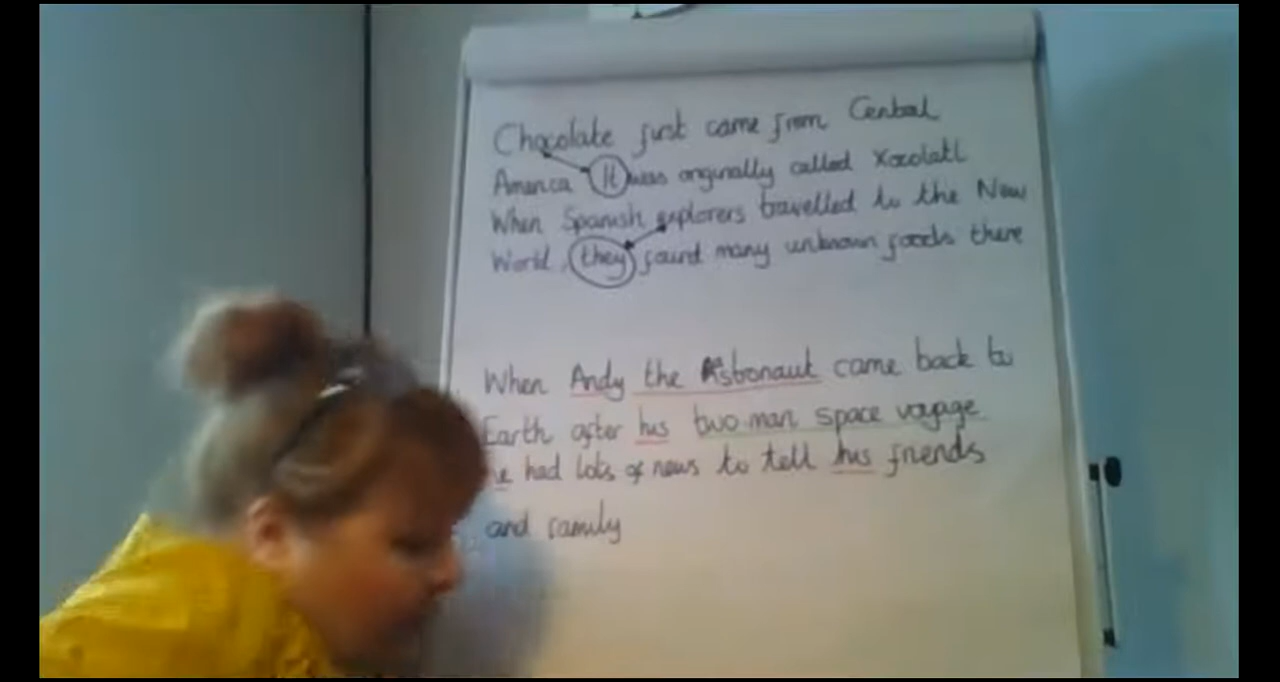 Chocolate first came from Central
America It was originally called Xocolatl
When Spanish explorers travelled to the New
World, they found many unknown foods there
When Andy the Astronaut came back to
Earth after his two-man space voyage
he had lots of news to tell his friends
and family